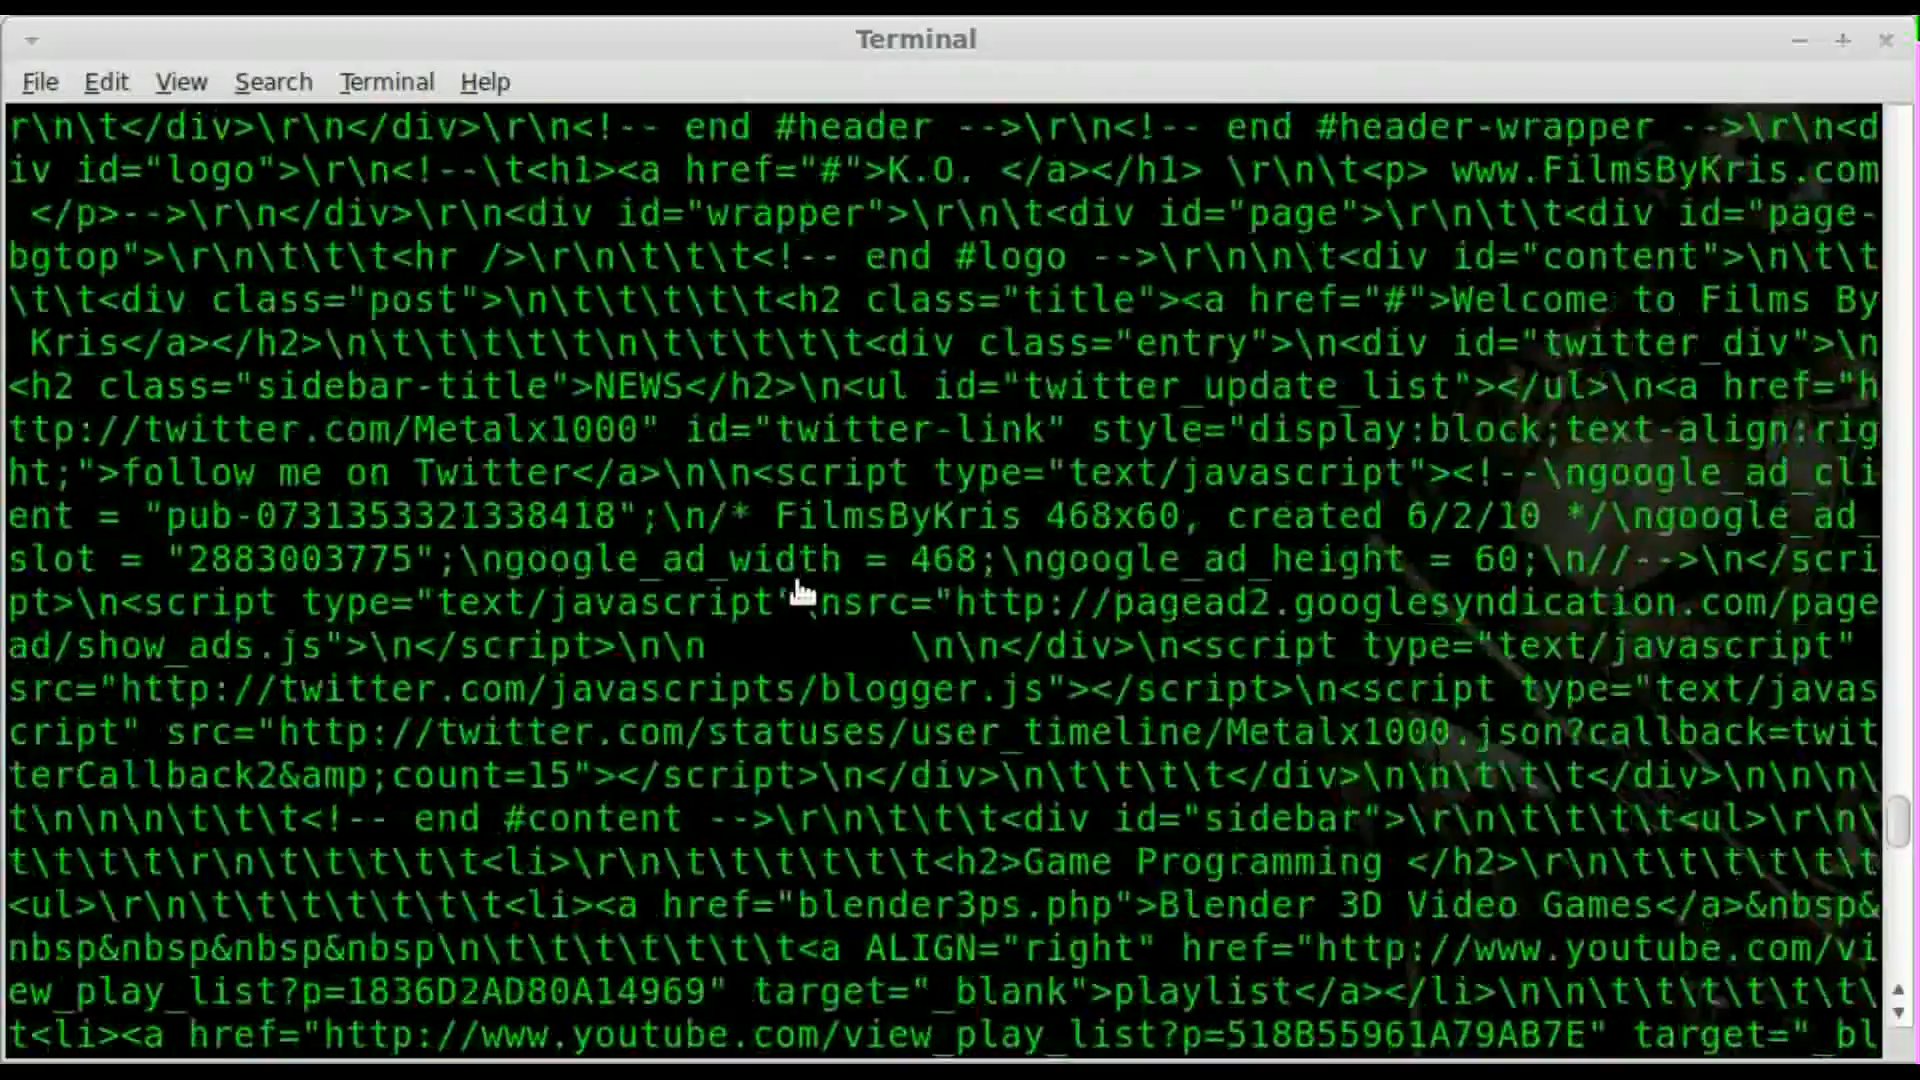 Terminal
File Edit View Search Terminal Help
r\n\t</div>\r\n</div>\r\n<!-- end #header -->\r\n<!-- end #header-wrapper -->\r\n<d
iv id="logo">\r\n<!--\t<h1><a href="#">K.O. </a></h1> \r\n\t<p> www.FilmsByKris.com
</p>-->\r\n</div>\r\n<div id="wrapper">\r\n\t<div id="page">\r\n\t\t<div id="page-
bgtop">\r\n\t\t\t<hr />\r\n\t\t\t<!-- end #logo -->\r\n\n\t<div id="content">\n\t\t
\t\t<div class="post">\n\t\t\t\t\t<h2 class="title"><a href="#">Welcome to Films By
Kris</a></h2>\n\t\t\t\t\t\n\t\t\t\t\t<div class="entry">\n<div id="twitter_div">\n
<h2 class="sidebar-title">NEWS</h2>\n<ul id="twitter_update_list"></ul>\n<a href="h
ttp://twitter.com/Metalx1000" id="twitter-link" style="display:block;text-align:rig
ht;">follow me on Twitter</a>\n\n<script type="text/javascript"><!--\ngoogle_ad_cli
ent = "pub-0731353321338418";\n/* FilmsByKris 468x60, created 6/2/10 */\ngoogle_ad_
slot = "2883003775";\ngoogle_ad_width = 468;\ngoogle_ad_height = 60;\n//-->\n</scri
pt>\n<script type="text/javascript"\nsrc="http://pagead2.googlesyndication.com/page
ad/show_ads.js">\n</script>\n\n \n\n</div>\n<script type="text/javascript"
src="http://twitter.com/javascripts/blogger.js"></script>\n<script type="text/javas
cript" src="http://twitter.com/statuses/user_timeline/Metalx1000.json?callback=twit
terCallback2&amp;count=15"></script>\n</div>\n\t\t\t\t</div>\n\n\t\t\t</div>\n\n\n\
t\n\n\n\t\t\t<!-- end #content -->\r\n\t\t\t<div id="sidebar">\r\n\t\t\t\t<ul>\r\n\
t\t\t\t\r\n\t\t\t\t\t<li>\r\n\t\t\t\t\t\t<h2>Game Programming </h2>\r\n\t\t\t\t\t\t
<ul>\r\n\t\t\t\t\t\t\t<li><a href="blender3ps.php">Blender 3D Video Games</a>&nbsp&
nbsp&nbsp&nbsp&nbsp\n\t\t\t\t\t\t\t<a ALIGN="right" href="http://www.youtube.com/vi
ew_play_list?p=1836D2AD80A14969" target="_blank">playlist</a></li>\n\n\t\t\t\t\t\t\
t<li><a href="http://www.youtube.com/view_play_list?p=518B55961A79AB7E" target="_bl